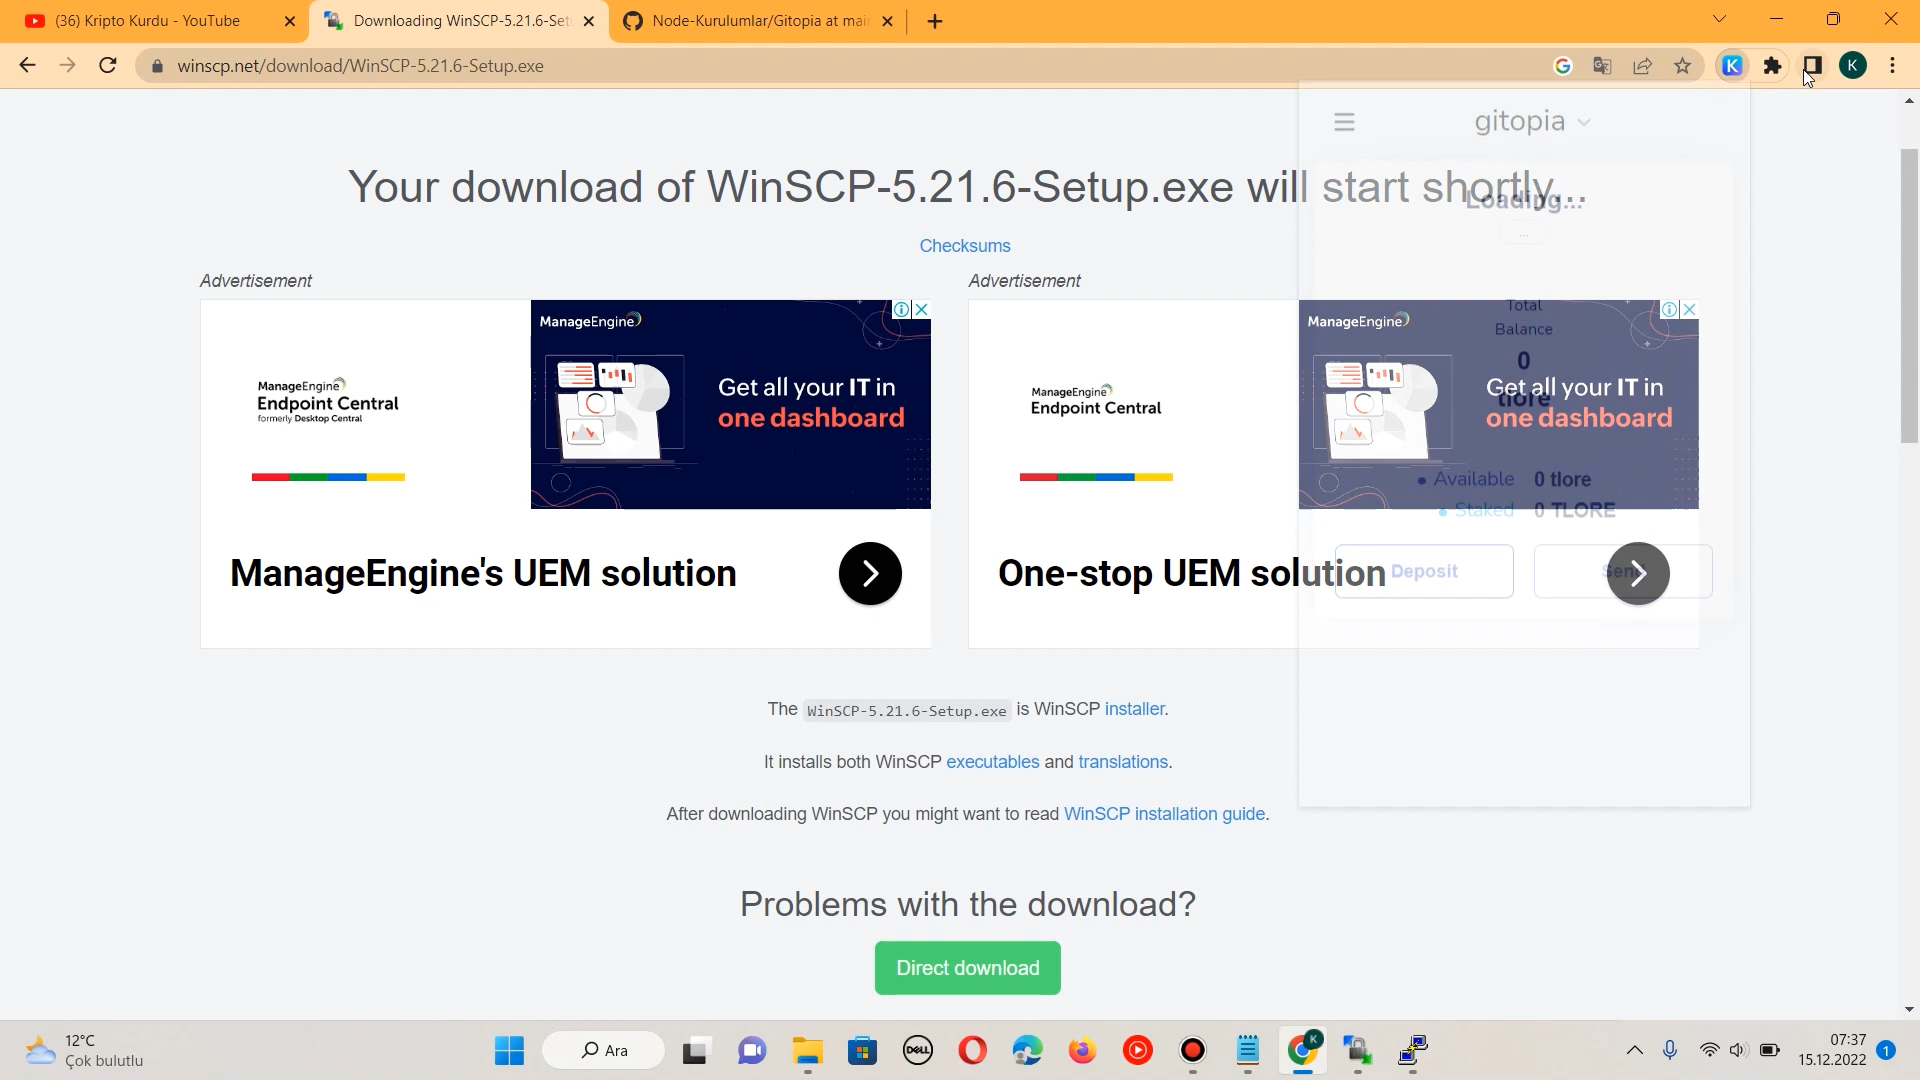 (36) Kripto Kurdu - YouTube
Downloading WinSCP-5.21.6-Set
Node-Kurulumlar/Gitopia at mai
winscp.net/download/WinSCP-5.21.6-Setup.exe
K
K
gitopia
Your download of WinSCP-5.21.6-Setup.exe will start shortly...
Loading...
...
Checksums
Advertisement
Advertisement
ManageEngine
Endpoint Central
formerly Desktop Central
ManageEngine
Get all your IT in
one dashboard
ManageEngine's UEM solution
ManageEngine
Endpoint Central
ManageEngine
Get all your IT in
one dashboard
One-stop UEM solution
Total
Balance
0
tlore
Available 0 tlore
Staked 0 TLORE
Deposit
Send
The WinSCP-5.21.6-Setup.exe is WinSCP installer.
It installs both WinSCP executables and translations.
After downloading WinSCP you might want to read WinSCP installation guide.
Problems with the download?
Direct download
12°C
Çok bulutlu
Ara
DELL
K
07:37
15.12.2022
1